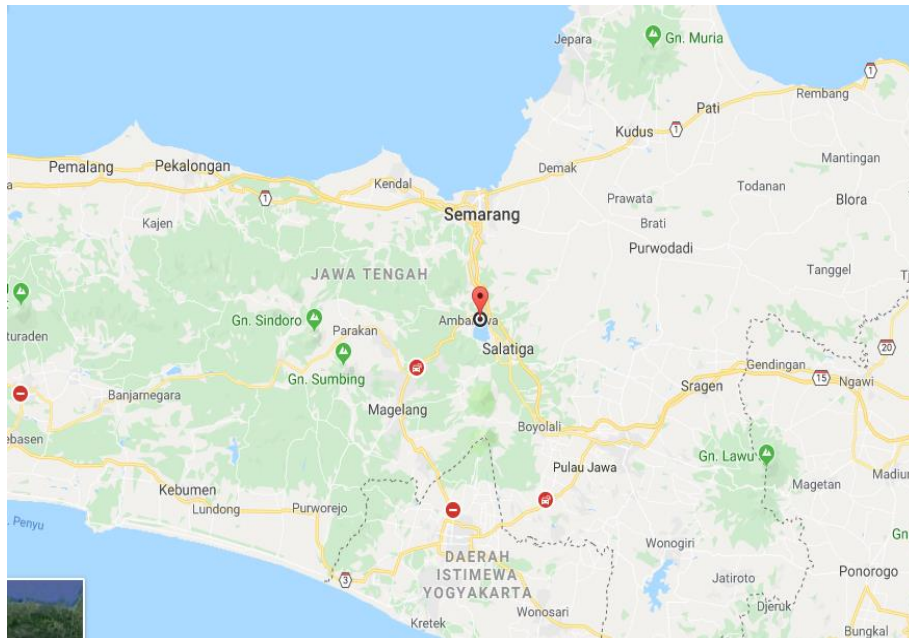 Jepara
Gn. Muria
1
Rembang
Pati
Kudus
1
Pemalang
Pekalongan
Demak
Mantingan
Kendal
1
Prawata
Todanan
Blora
Semarang
Kajen
Brati
Purwodadi
JAWA TENGAH
Tanggel
Gn. Sindoro
Parakan
Salatiga
20
Gn. Sumbing
Gendingan
15
Ngawi
Sragen
Banjarnegara
Magelang
Boyolali
Gn. Lawu
Pulau Jawa
Kebumen
Lundong
Purworejo
Magetan
Penyu
Wonogiri
DAERAH
ISTIMEWA
YOGYAKARTA
3
Jatiroto
Ponorogo
Wonosari
Djeruk
Kretek
Bungkal